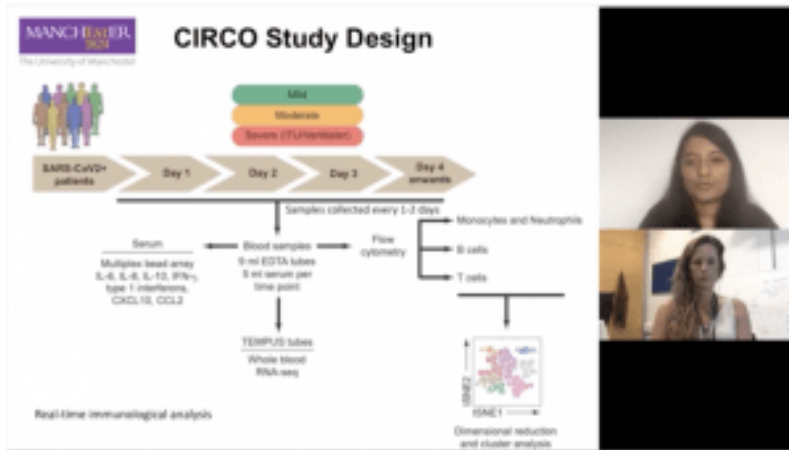 MANCHEstER
1824
The University of Manchester
CIRCO Study Design
Mild
Moderate
Severe (ITU/Ventilator)
SARS-CoV2+
patients
Day 1
Day 2
Day 3
Day 4
onwards
Samples collected every 1-2 days
Serum
Multiplex bead array
IL-6, IL-8, IL-10, IFN-γ,
type 1 interferons,
CXCL10, CCL2
Blood samples
9 ml EDTA tubes
5 ml serum per
time point
Flow
cytometry
Monocytes and Neutrophils
B cells
T cells
TEMPUS tubes
Whole blood
RNA-seq
tSNE2
tSNE1
Real-time immunological analysis
Dimensional reduction
and cluster analysis